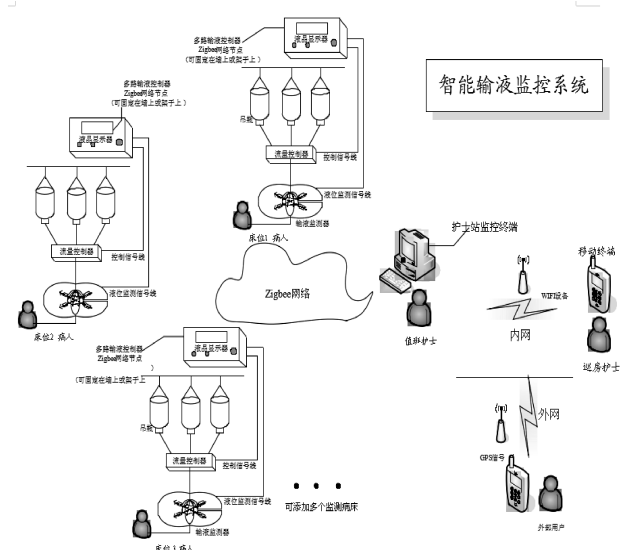 智能输液监控系统
多路输液控制器
Zigbee网络节点
(可固定在墙上或架子上)
液晶显示器
吊瓶
流量控制器
控制信号线
液位监测信号线
输液监测器
床位1 病人
多路输液控制器
Zigbee网络节点
(可固定在墙上或架子上)
液晶显示器
流量控制器
控制信号线
液位监测信号线
床位2 病人
Zigbee网络
护士站监控终端
值班护士
WIFI设备
内网
移动终端
巡房护士
多路输液控制器
Zigbee网络节点
(可固定在墙上或架子上
)
液晶显示器
吊瓶
流量控制器
控制信号线
液位监测信号线
输液监测器
床位3 病人
可添加多个监测病床
外网
GPS信号
外部用户